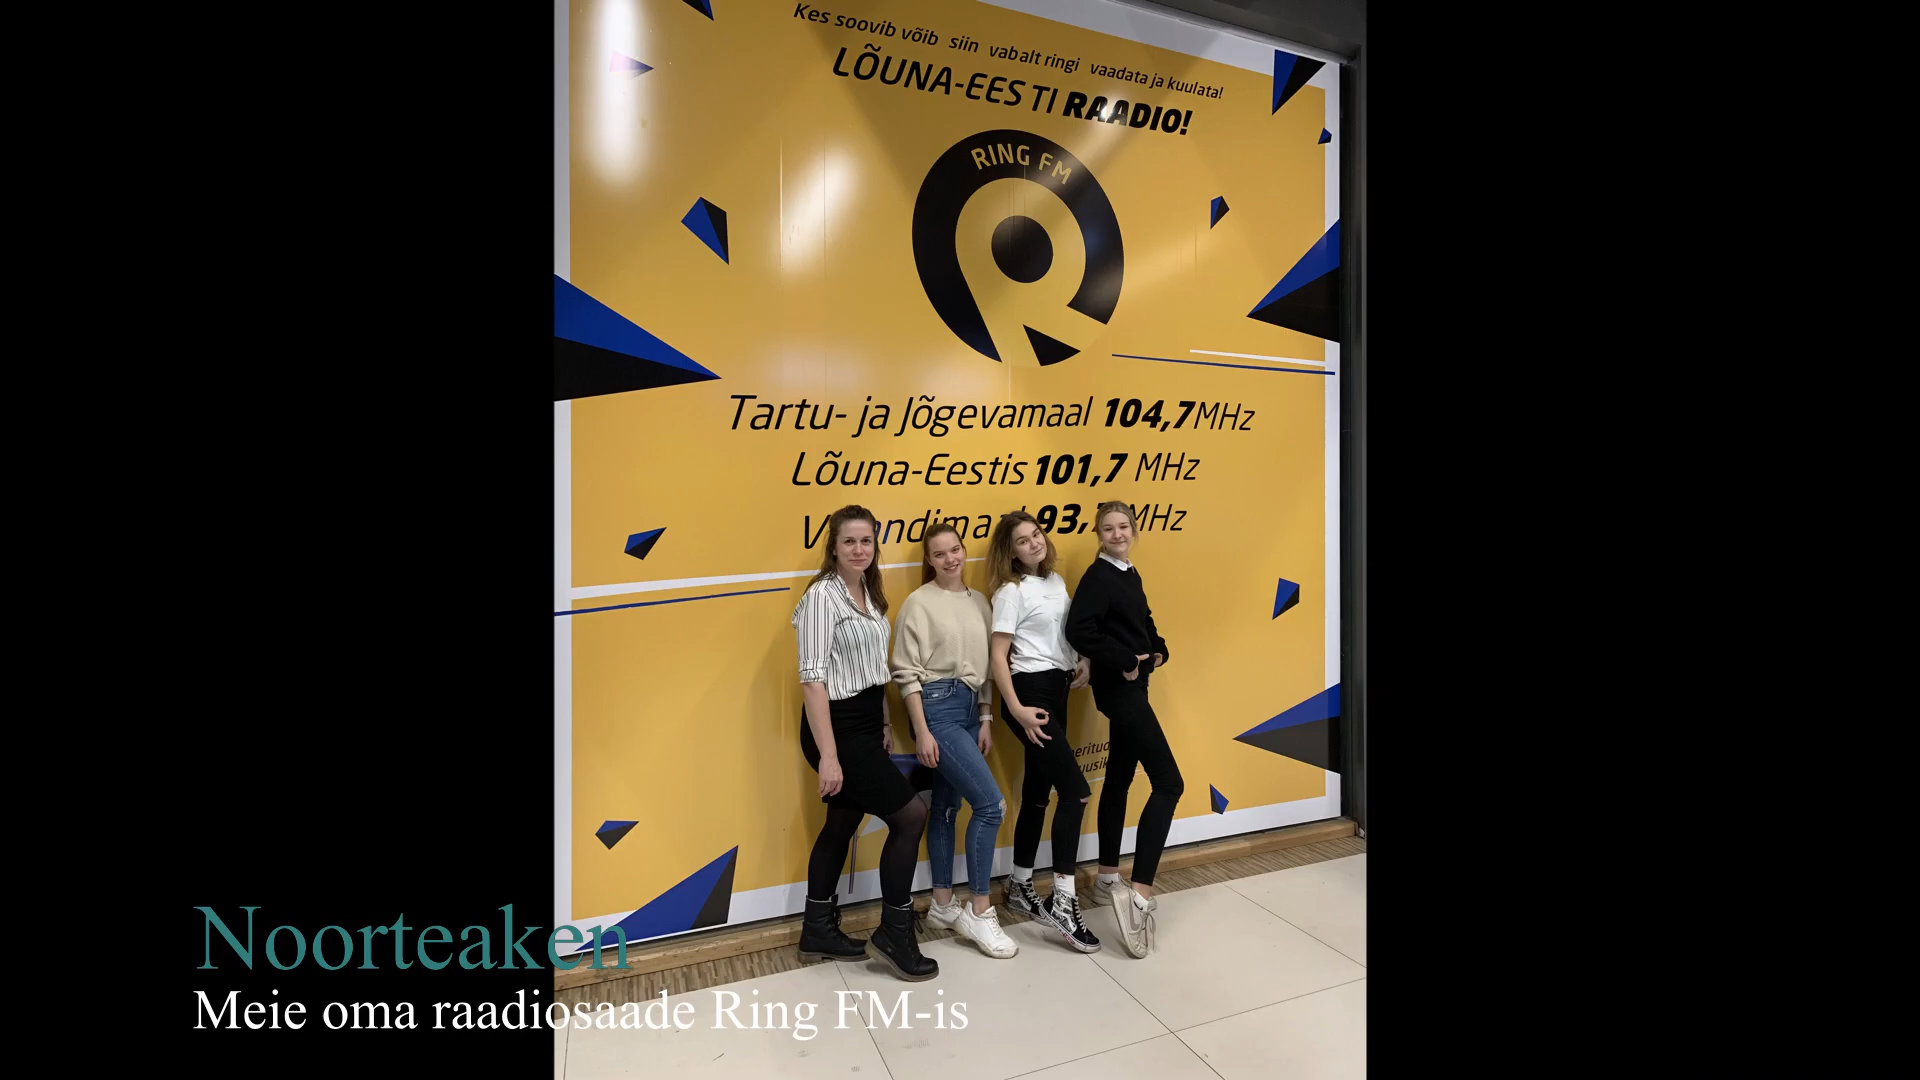 Kes soovib võib siin vabalt ringi vaadata ja kuulata!
LÕUNA-EESTI RAADIO!
RING FM
Tartu- ja Jõgevamaal 104,7MHz
Lõuna-Eestis 101,7 MHz
93, MHz
Noorteaken
Meie oma raadiosaade Ring FM-is